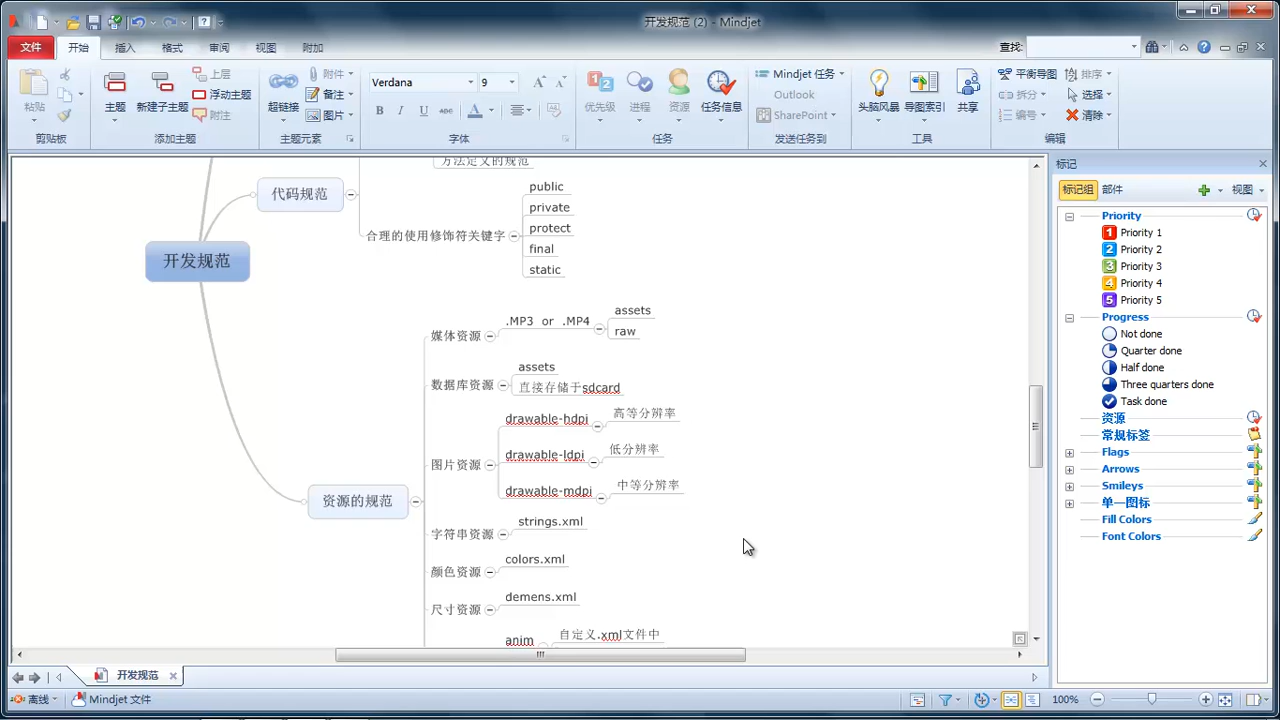 开发规范 (2) - Mindjet
文件 开始 插入 格式 审阅 视图 附加 查找:
粘贴 主题 新建子主题 上层 浮动主题 附注 超链接 附件 备注 图片 Verdana 9 优先级 进程 资源 任务信息 Mindjet 任务 Outlook SharePoint 头脑风暴 导图索引 共享 平衡导图 排序 拆分 选择 编号 清除
B I U abc A
剪贴板 添加主题 主题元素 字体 任务 发送任务到 工具 编辑
标记
标记组 部件 视图
方法定义的规范
代码规范
public
private
protect
合理的使用修饰符关键字
final
static
开发规范
媒体资源
.MP3 or .MP4
assets
raw
数据库资源
assets
直接存储于sdcard
图片资源
drawable-hdpi 高等分辨率
drawable-ldpi 低分辨率
drawable-mdpi 中等分辨率
资源的规范
字符串资源 strings.xml
颜色资源 colors.xml
尺寸资源 demens.xml
anim 自定义.xml文件中
Priority
1 Priority 1
2 Priority 2
3 Priority 3
4 Priority 4
5 Priority 5
Progress
Not done
Quarter done
Half done
Three quarters done
Task done
资源
常规标签
Flags
Arrows
Smileys
单一图标
Fill Colors
Font Colors
开发规范
离线 Mindjet 文件 100%